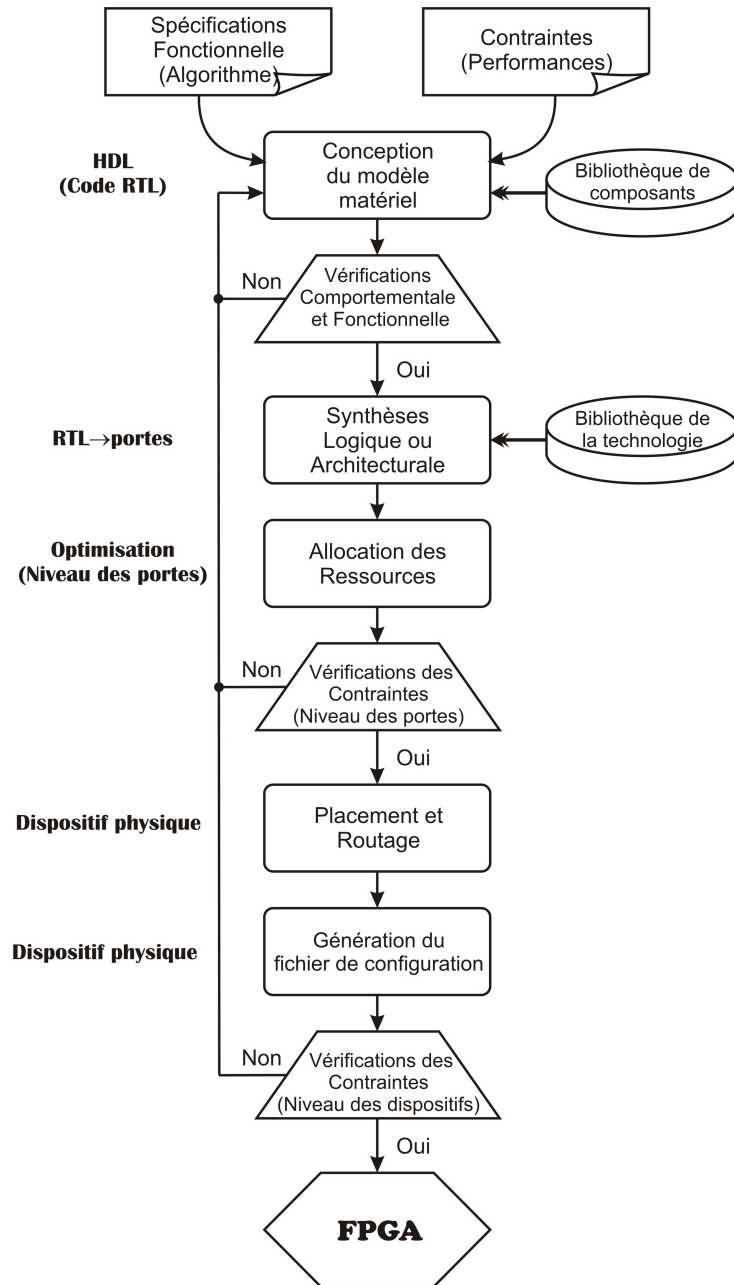 Spécifications
Fonctionnelle
(Algorithme)
Contraintes
(Performances)
HDL
(Code RTL)
Conception
du modèle
matériel
Bibliothèque de
composants
Non
Vérifications
Comportementale
et Fonctionnelle
Oui
RTL→portes
Synthèses
Logique ou
Architecturale
Bibliothèque de
la technologie
Optimisation
(Niveau des portes)
Allocation des
Ressources
Non
Vérifications des
Contraintes
(Niveau des portes)
Oui
Dispositif physique
Placement et
Routage
Dispositif physique
Génération du
fichier de configuration
Non
Vérifications des
Contraintes
(Niveau des dispositifs)
Oui
FPGA